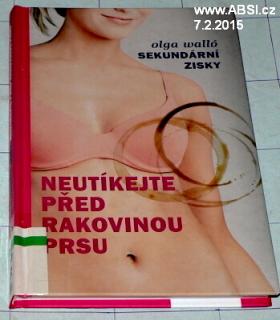 www.ABSI.cz
7.2.2015
olga walló
SEKUNDÁRNÍ
ZISKY
NEUTÍKEJTE
PŘED
RAKOVINOU
PRSU